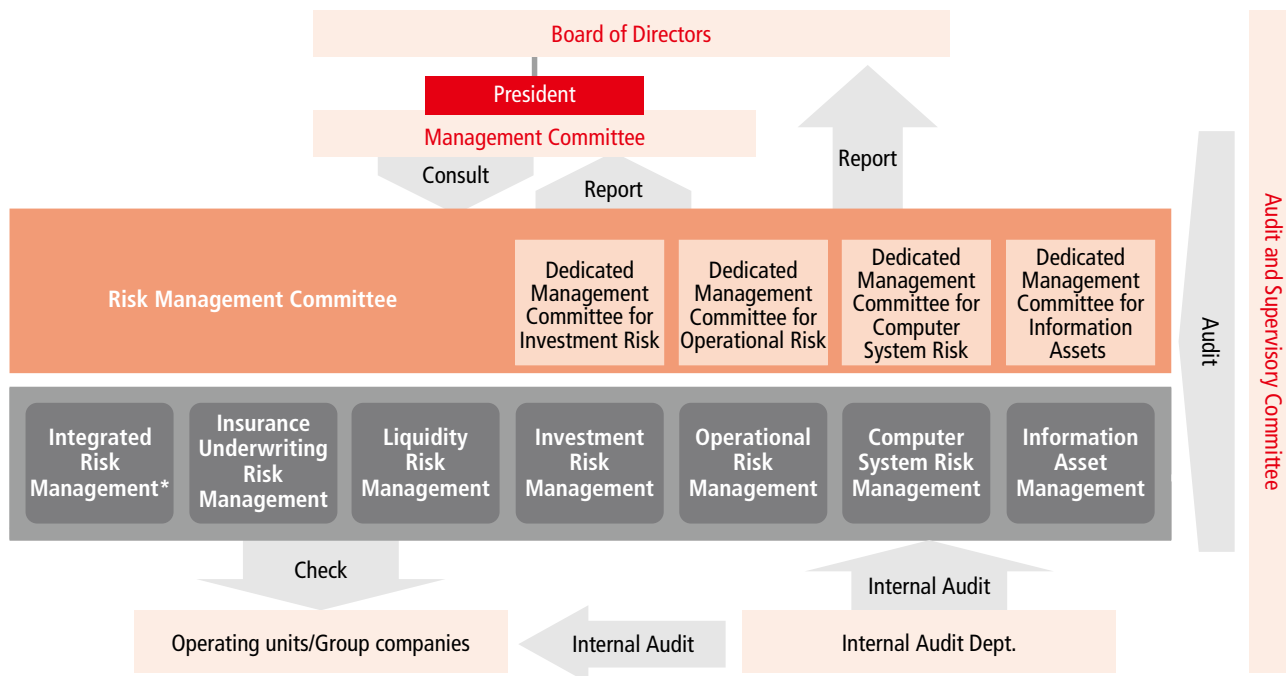 Board of Directors
President
Management Committee
Consult
Report
Report
Risk Management Committee
Dedicated
Management
Committee for
Investment Risk
Dedicated
Management
Committee for
Operational Risk
Dedicated
Management
Committee for
Computer
System Risk
Dedicated
Management
Committee for
Information
Assets
Audit
Audit and Supervisory Committee
Integrated
Risk
Management*
Insurance
Underwriting
Risk
Management
Liquidity
Risk
Management
Investment
Risk
Management
Operational
Risk
Management
Computer
System Risk
Management
Information
Asset
Management
Check
Internal Audit
Operating units/Group companies
Internal Audit
Internal Audit Dept.